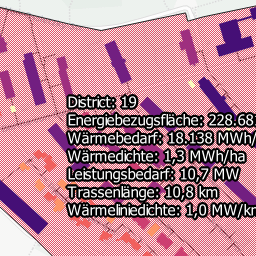 District: 19
Energiebezugsfläche: 228.68
Wärmebedarf: 18.138 MWh/
Wärmedichte: 1,3 MWh/ha
Leistungsbedarf: 10,7 MW
Trassenlänge: 10,8 km
Wärmeliniedichte: 1,0 MW/km